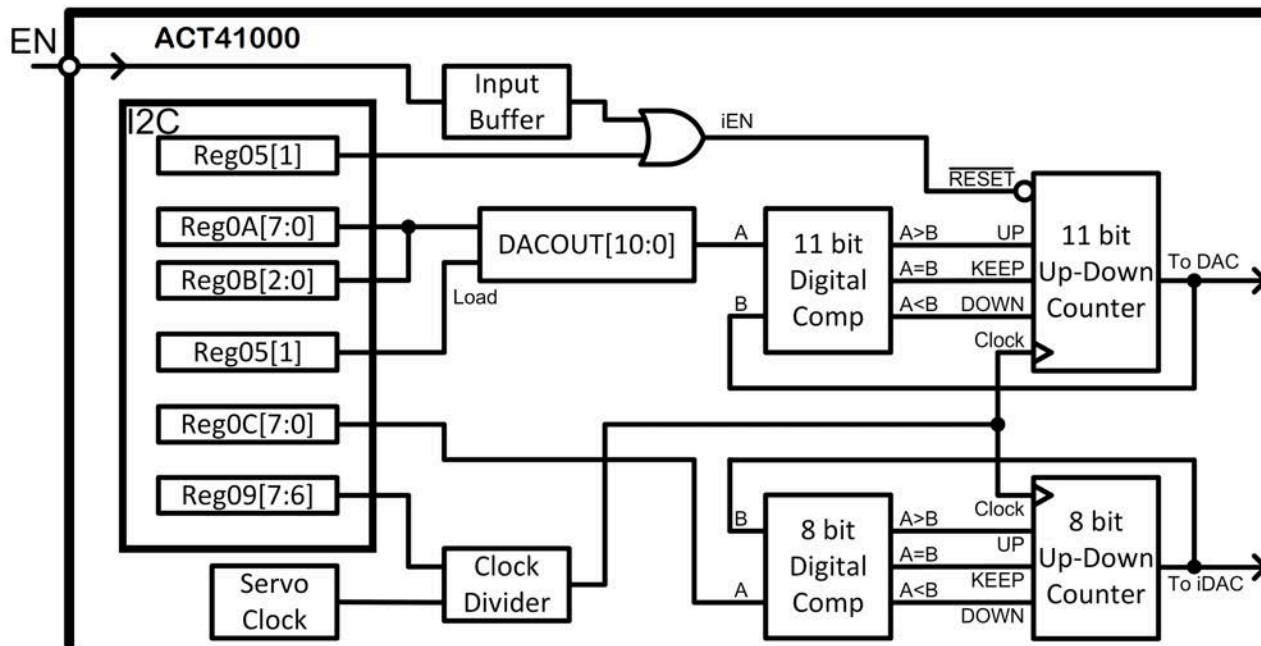 EN
ACT41000
Input
Buffer
iEN
I2C
Reg05[1]
RESET
Reg0A[7:0]
Reg0B[2:0]
DACOUT[10:0]
Load
A
B
11 bit
Digital
Comp
A>B
A=B
A<B
UP
KEEP
DOWN
Clock
11 bit
Up-Down
Counter
To DAC
Reg05[1]
Reg0C[7:0]
Reg09[7:6]
Servo
Clock
Clock
Divider
B
A
8 bit
Digital
Comp
A>B
A=B
A<B
Clock
UP
KEEP
DOWN
8 bit
Up-Down
Counter
To iDAC